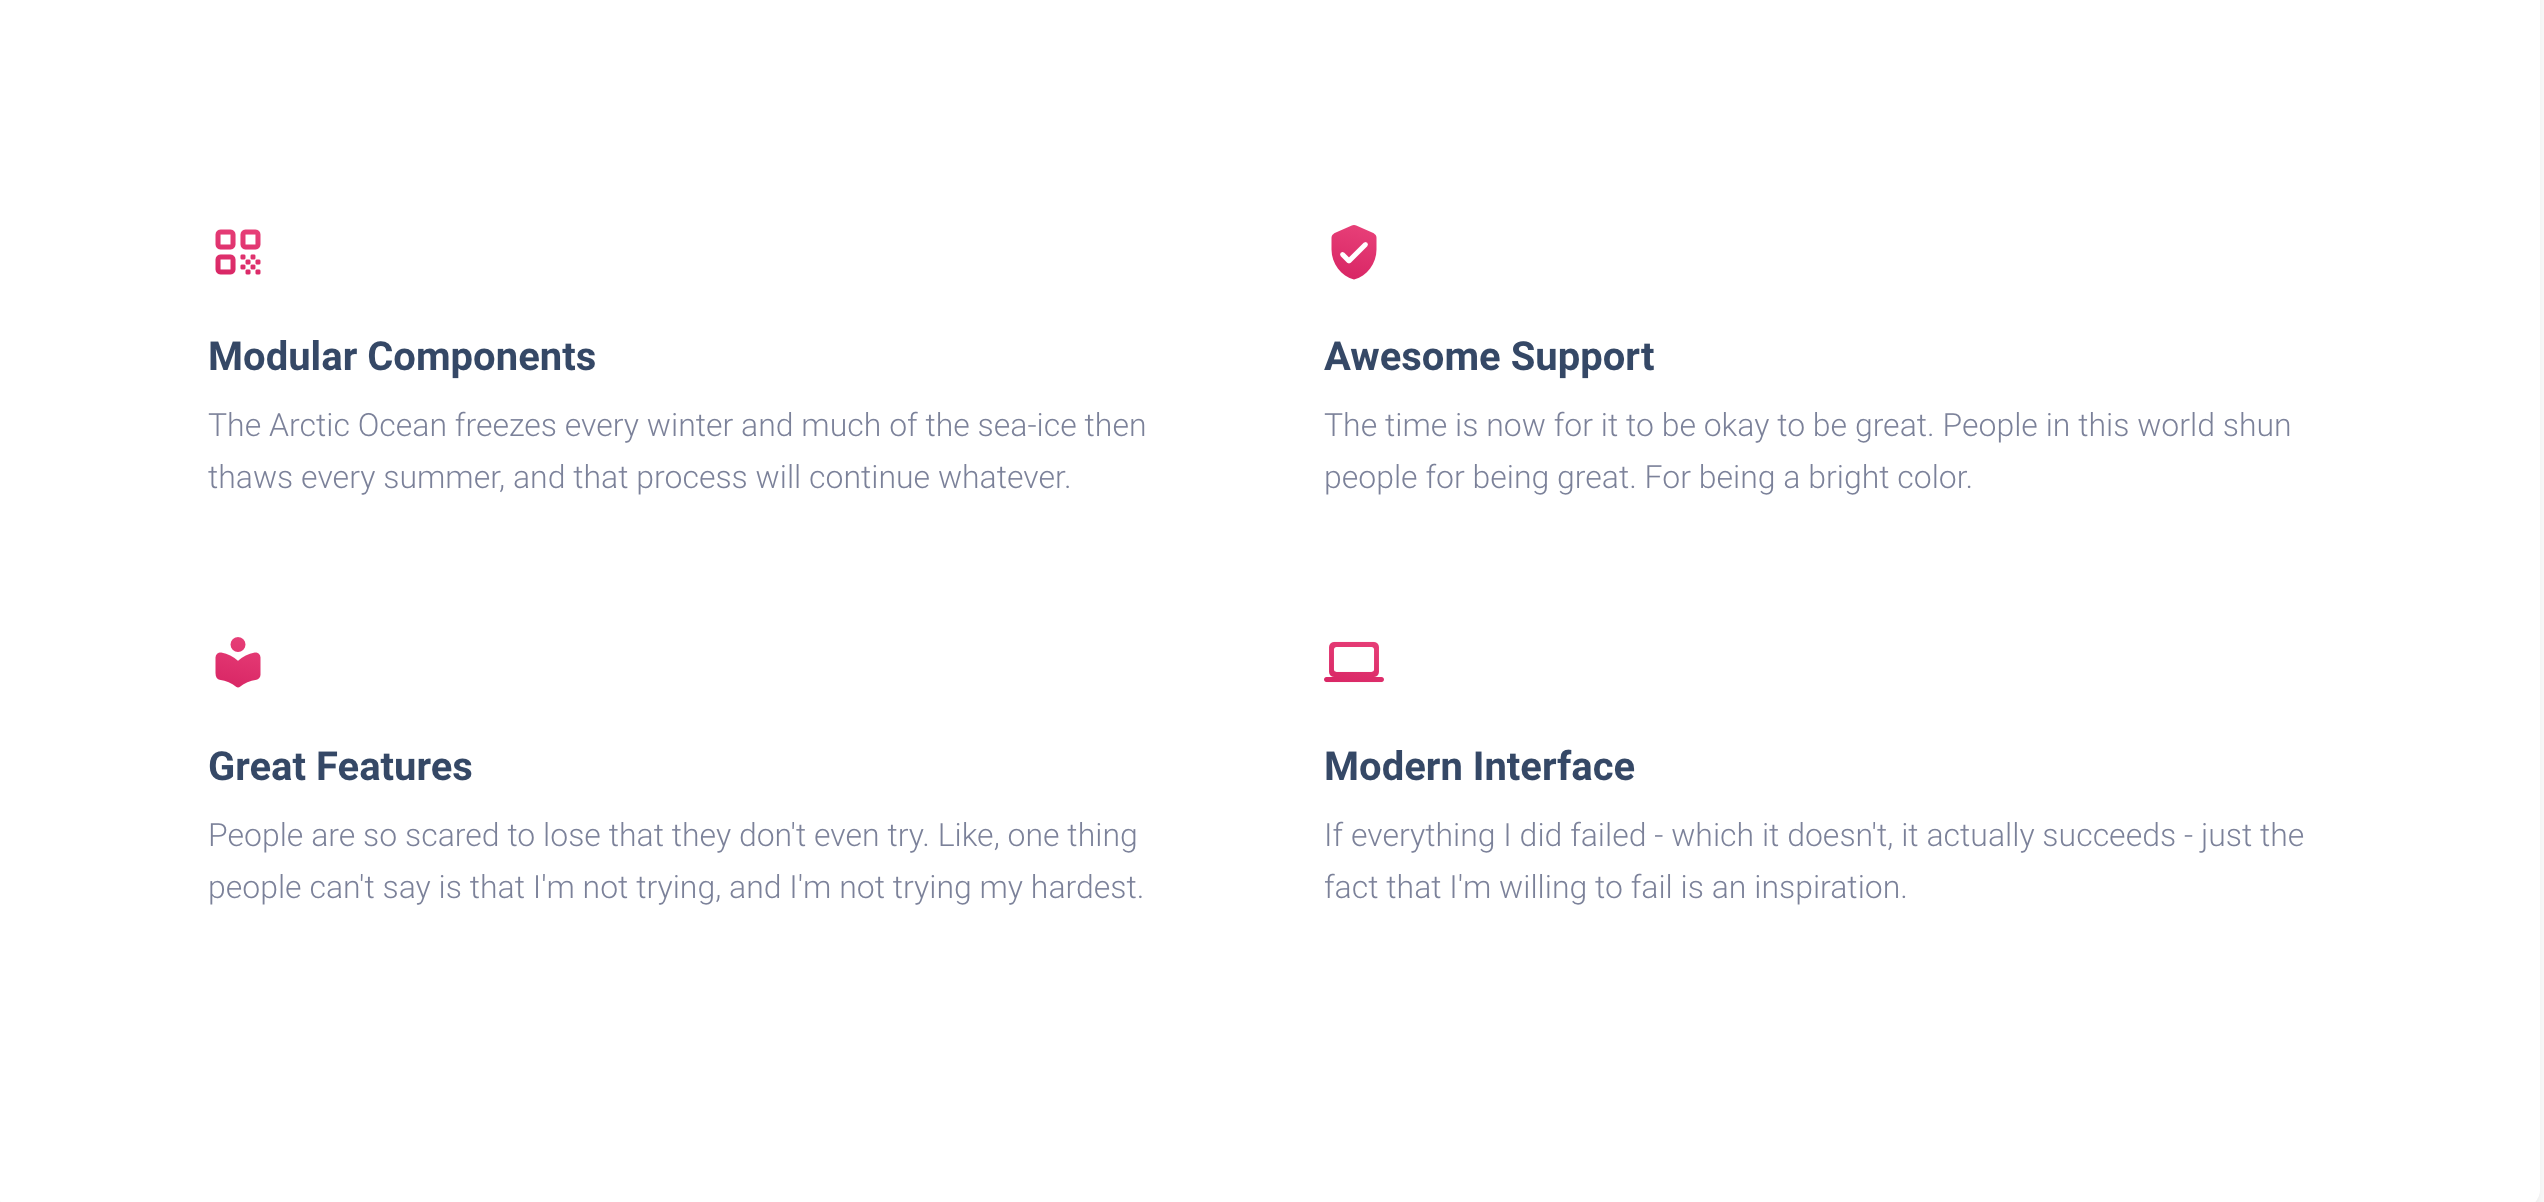 Modular Components
The Arctic Ocean freezes every winter and much of the sea-ice then
thaws every summer, and that process will continue whatever.
Awesome Support
The time is now for it to be okay to be great. People in this world shun
people for being great. For being a bright color.
Great Features
People are so scared to lose that they don't even try. Like, one thing
people can't say is that I'm not trying, and I'm not trying my hardest.
Modern Interface
If everything I did failed - which it doesn't, it actually succeeds - just the
fact that I'm willing to fail is an inspiration.